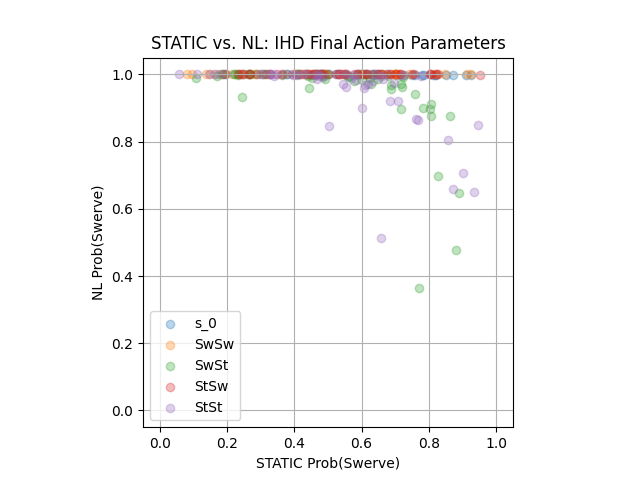 STATIC vs. NL: IHD Final Action Parameters
1.0
0.8
0.6
0.4
0.2
0.0
NL Prob(Swerve)
s_0
SwSw
SwSt
StSw
StSt
0.0 0.2 0.4 0.6 0.8 1.0
STATIC Prob(Swerve)